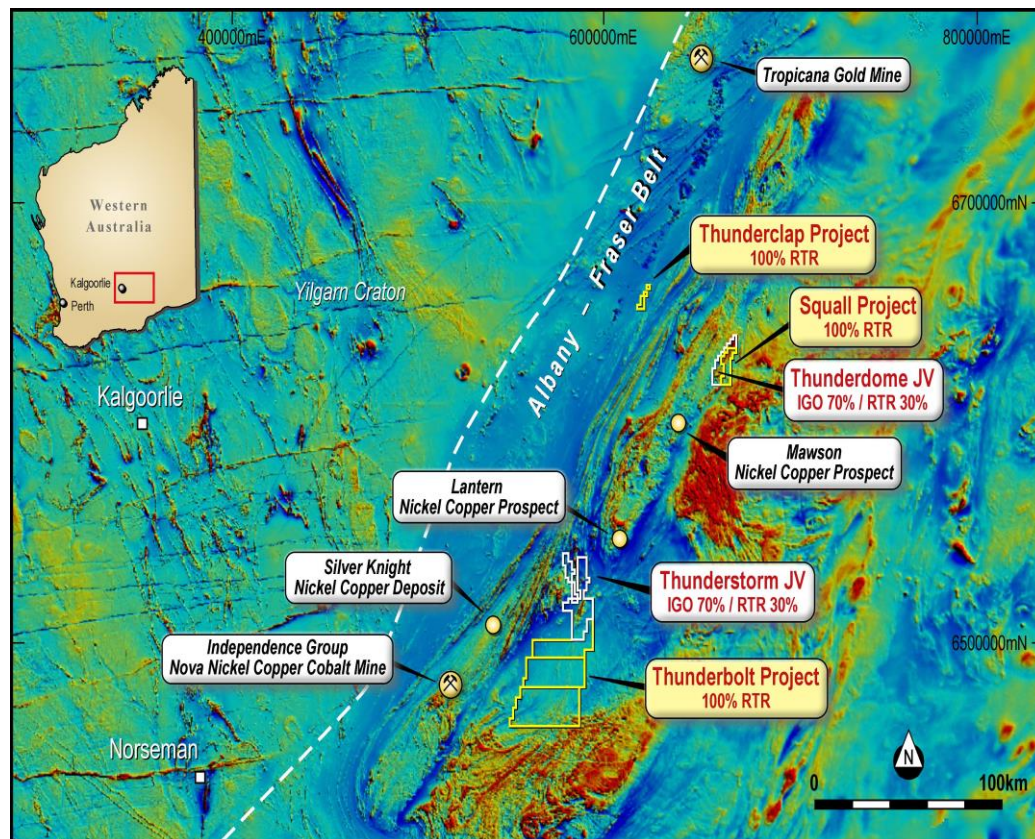 400000mE
600000mE
800000mE
Tropicana Gold Mine
Western
Australia
Kalgoorlie
Perth
Yilgarn Craton
Albany - Fraser Belt
6700000mN
Thunderclap Project
100% RTR
Squall Project
100% RTR
Thunderdome JV
IGO 70% / RTR 30%
Kalgoorlie
Mawson
Nickel Copper Prospect
Lantern
Nickel Copper Prospect
Silver Knight
Nickel Copper Deposit
Thunderstorm JV
IGO 70% / RTR 30%
Independence Group
Nova Nickel Copper Cobalt Mine
6500000mN
Thunderbolt Project
100% RTR
Norseman
N
0
100km